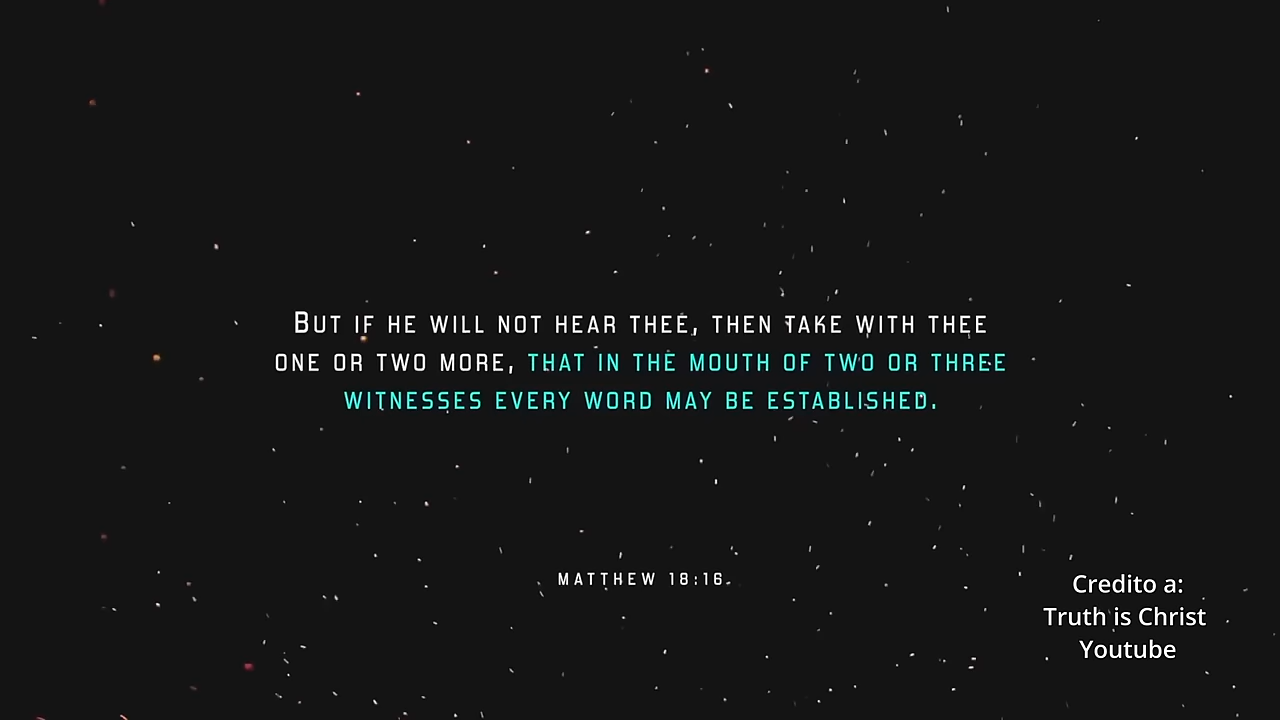 But if he will not hear thee, then take with thee
one or two more, that in the mouth of two or three
witnesses every word may be established.
Matthew 18:16
Credito a:
Truth is Christ
Youtube